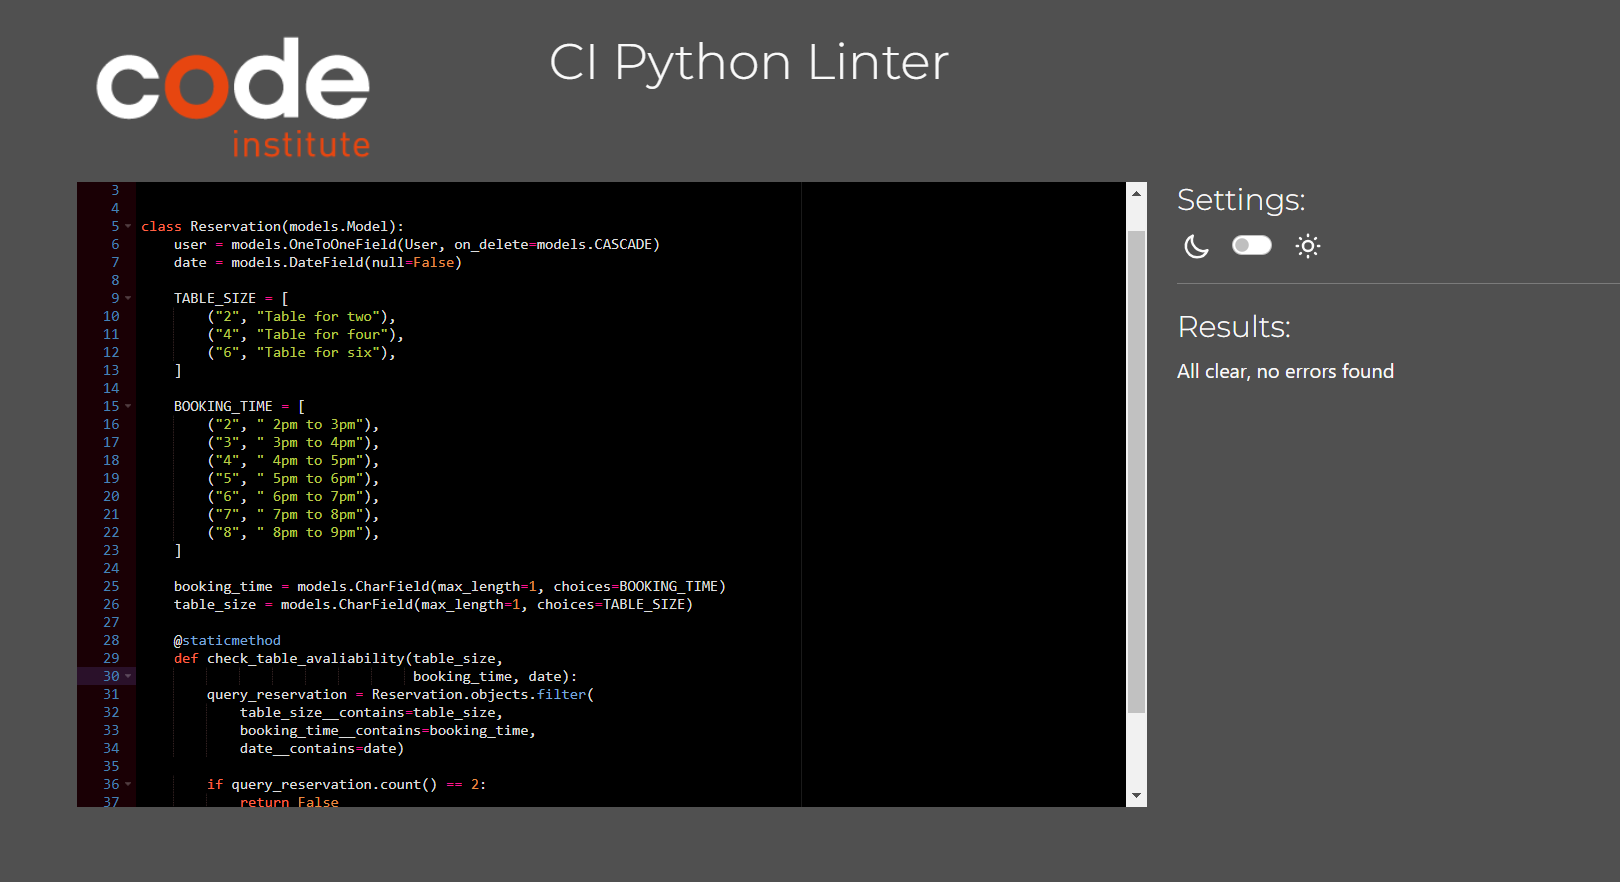 code
institute
CI Python Linter
3
4
5 class Reservation(models.Model):
6     user = models.OneToOneField(User, on_delete=models.CASCADE)
7     date = models.DateField(null=False)
8
9     TABLE_SIZE = [
10         ("2", "Table for two"),
11         ("4", "Table for four"),
12         ("6", "Table for six"),
13     ]
14
15     BOOKING_TIME = [
16         ("2", " 2pm to 3pm"),
17         ("3", " 3pm to 4pm"),
18         ("4", " 4pm to 5pm"),
19         ("5", " 5pm to 6pm"),
20         ("6", " 6pm to 7pm"),
21         ("7", " 7pm to 8pm"),
22         ("8", " 8pm to 9pm"),
23     ]
24
25     booking_time = models.CharField(max_length=1, choices=BOOKING_TIME)
26     table_size = models.CharField(max_length=1, choices=TABLE_SIZE)
27
28     @staticmethod
29     def check_table_avaliability(table_size,
30                                  booking_time, date):
31         query_reservation = Reservation.objects.filter(
32             table_size__contains=table_size,
33             booking_time__contains=booking_time,
34             date__contains=date)
35
36         if query_reservation.count() == 2:
37             return False
Settings:
Results:
All clear, no errors found